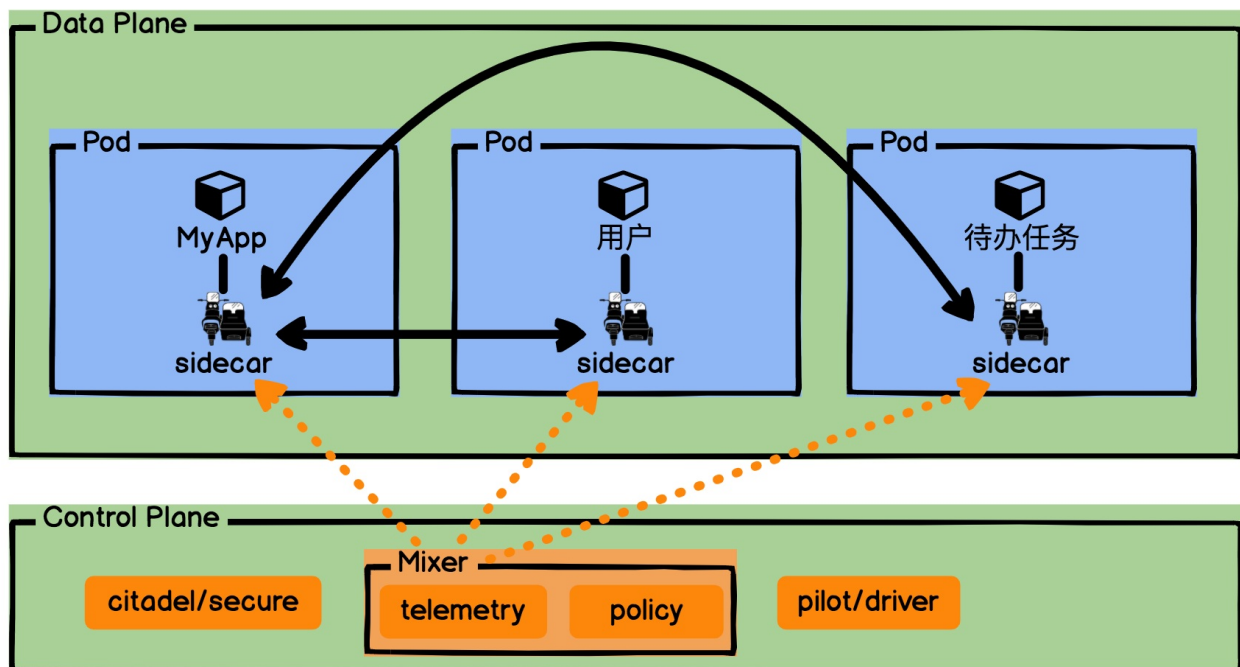 Data Plane
Pod
Pod
Pod
MyApp
用户
待办任务
sidecar
sidecar
sidecar
Control Plane
Mixer
citadel/secure
telemetry
policy
pilot/driver